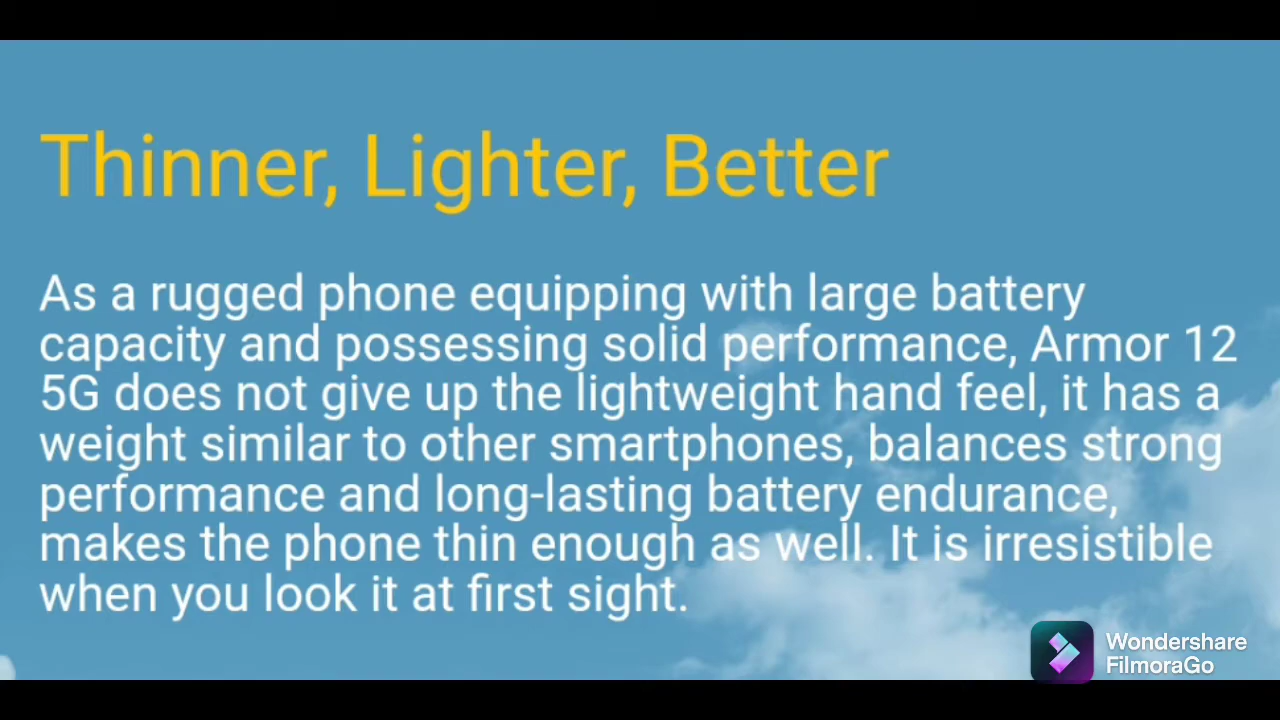 Thinner, Lighter, Better
As a rugged phone equipping with large battery
capacity and possessing solid performance, Armor 12
5G does not give up the lightweight hand feel, it has a
weight similar to other smartphones, balances strong
performance and long-lasting battery endurance,
makes the phone thin enough as well. It is irresistible
when you look it at first sight.
Wondershare
FilmoraGo